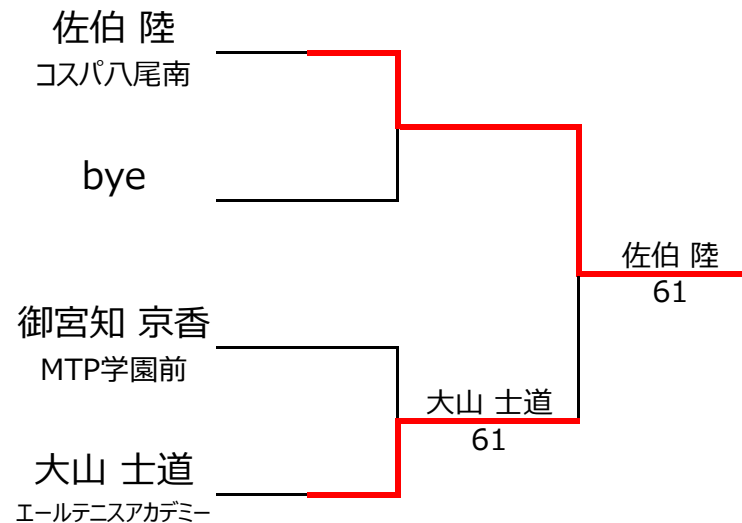 佐伯 陸
コスパ八尾南
bye
佐伯 陸
61
御宮知 京香
MTP学園前
大山 士道
61
大山 士道
エールテニスアカデミー